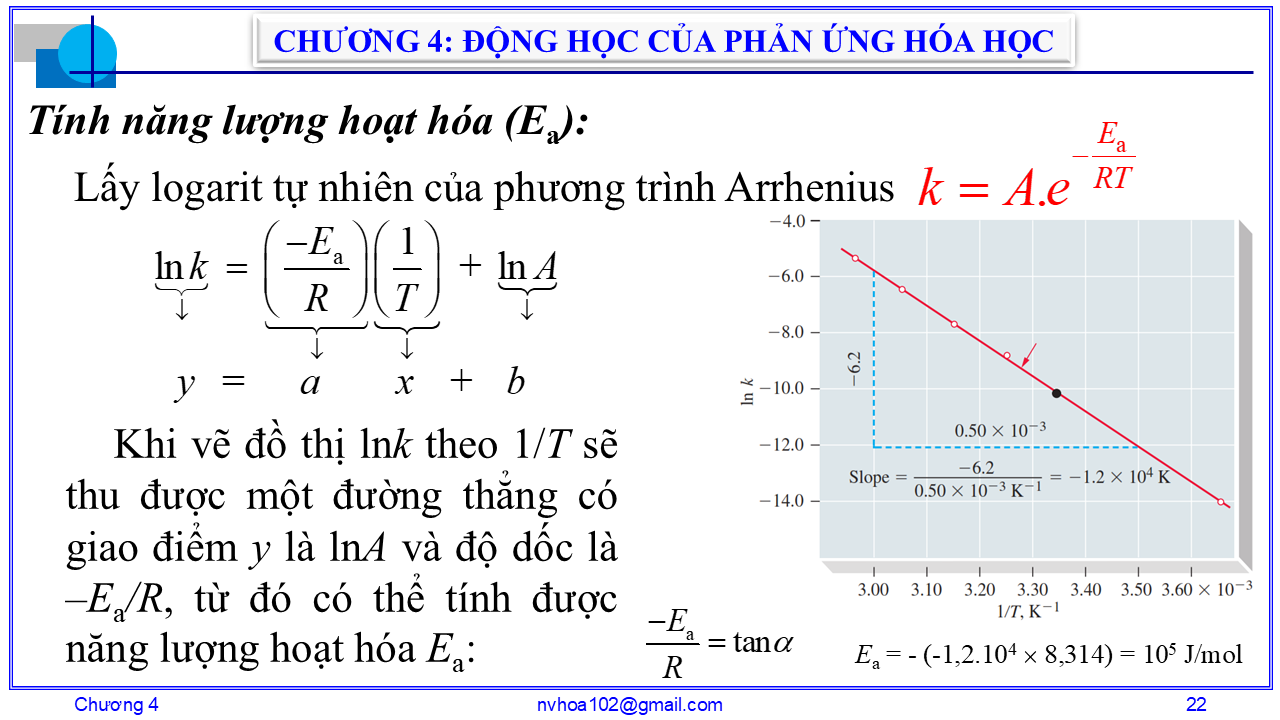 CHƯƠNG 4: ĐỘNG HỌC CỦA PHẢN ỨNG HÓA HỌC
Tính năng lượng hoạt hóa (Eₐ):
Lấy logarit tự nhiên của phương trình Arrhenius k = A.e^(−Eₐ/RT)
ln k = (−Eₐ/R)(1/T) + ln A
y = a x + b
Khi vẽ đồ thị lnk theo 1/T sẽ
thu được một đường thẳng có
giao điểm y là lnA và độ dốc là
–Eₐ/R, từ đó có thể tính được
năng lượng hoạt hóa Eₐ:
−Eₐ/R = tanα
−4.0
−6.0
−8.0
−10.0
−12.0
−14.0
ln k
−6.2
0.50 × 10⁻³
Slope = −6.2 / 0.50 × 10⁻³ K⁻¹ = −1.2 × 10⁴ K
3.00 3.10 3.20 3.30 3.40 3.50 3.60 × 10⁻³
1/T, K⁻¹
Eₐ = - (-1,2.10⁴ × 8,314) = 10⁵ J/mol
Chương 4 nvhoa102@gmail.com 22